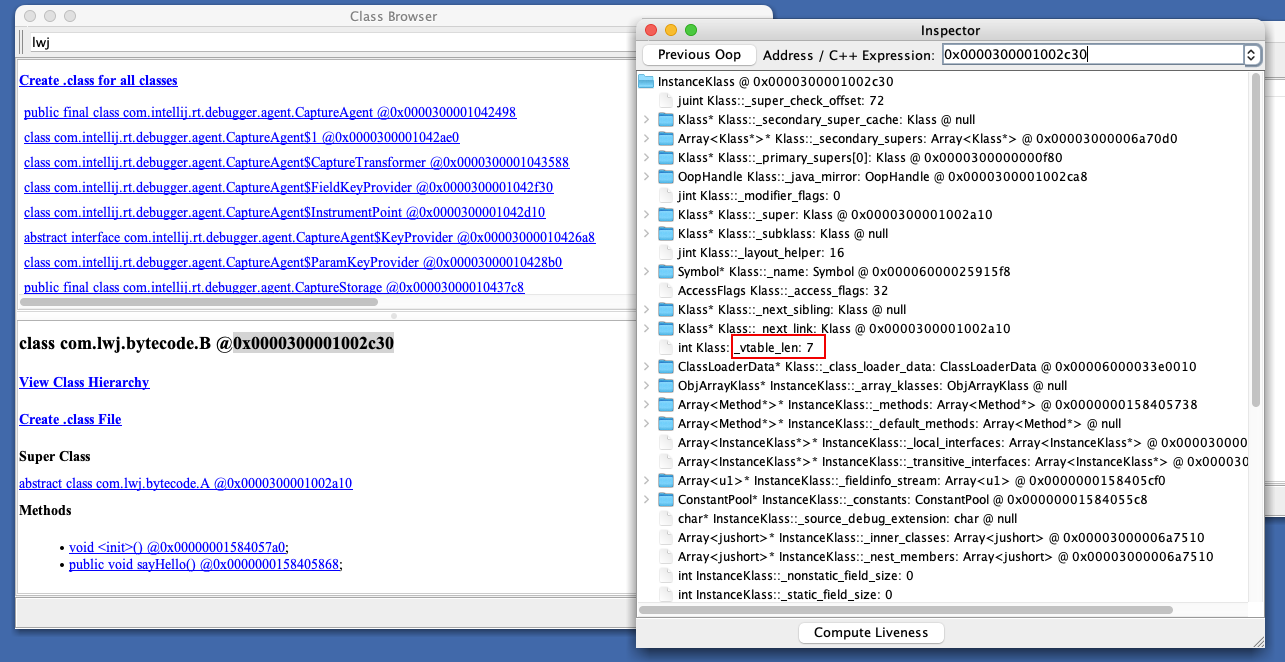 Class Browser
lwj
Create .class for all classes
public final class com.intellij.rt.debugger.agent.CaptureAgent @0x0000300001042498
class com.intellij.rt.debugger.agent.CaptureAgent$1 @0x0000300001042ae0
class com.intellij.rt.debugger.agent.CaptureAgent$CaptureTransformer @0x0000300001043588
class com.intellij.rt.debugger.agent.CaptureAgent$FieldKeyProvider @0x0000300001042f30
class com.intellij.rt.debugger.agent.CaptureAgent$InstrumentPoint @0x0000300001042d10
abstract interface com.intellij.rt.debugger.agent.CaptureAgent$KeyProvider @0x00003000010426a8
class com.intellij.rt.debugger.agent.CaptureAgent$ParamKeyProvider @0x00003000010428b0
public final class com.intellij.rt.debugger.agent.CaptureStorage @0x00003000010437c8
class com.lwj.bytecode.B @0x0000300001002c30
View Class Hierarchy
Create .class File
Super Class
abstract class com.lwj.bytecode.A @0x0000300001002a10
Methods
• void <init>() @0x00000001584057a0;
• public void sayHello() @0x0000000158405868;
Inspector
Previous Oop Address / C++ Expression: 0x0000300001002c30
InstanceKlass @ 0x0000300001002c30
juint Klass::_super_check_offset: 72
Klass* Klass::_secondary_super_cache: Klass @ null
Array<Klass*>* Klass::_secondary_supers: Array<Klass*> @ 0x00003000006a70d0
Klass* Klass::_primary_supers[0]: Klass @ 0x0000300000000f80
OopHandle Klass::_java_mirror: OopHandle @ 0x0000300001002ca8
jint Klass::_modifier_flags: 0
Klass* Klass::_super: Klass @ 0x0000300001002a10
Klass* Klass::_subklass: Klass @ null
jint Klass::_layout_helper: 16
Symbol* Klass::_name: Symbol @ 0x00006000025915f8
AccessFlags Klass::_access_flags: 32
Klass* Klass::_next_sibling: Klass @ null
Klass* Klass::_next_link: Klass @ 0x0000300001002a10
int Klass::_vtable_len: 7
ClassLoaderData* Klass::_class_loader_data: ClassLoaderData @ 0x00006000033e0010
ObjArrayKlass* InstanceKlass::_array_klasses: ObjArrayKlass @ null
Array<Method*>* InstanceKlass::_methods: Array<Method*> @ 0x0000000158405738
Array<Method*>* InstanceKlass::_default_methods: Array<Method*> @ null
Array<InstanceKlass*>* InstanceKlass::_local_interfaces: Array<InstanceKlass*> @ 0x000030000
Array<InstanceKlass*>* InstanceKlass::_transitive_interfaces: Array<InstanceKlass*> @ 0x000030
Array<u1>* InstanceKlass::_fieldinfo_stream: Array<u1> @ 0x0000000158405cf0
ConstantPool* InstanceKlass::_constants: ConstantPool @ 0x00000001584055c8
char* InstanceKlass::_source_debug_extension: char @ null
Array<jushort>* InstanceKlass::_inner_classes: Array<jushort> @ 0x00003000006a7510
Array<jushort>* InstanceKlass::_nest_members: Array<jushort> @ 0x00003000006a7510
int InstanceKlass::_nonstatic_field_size: 0
int InstanceKlass::_static_field_size: 0
Compute Liveness